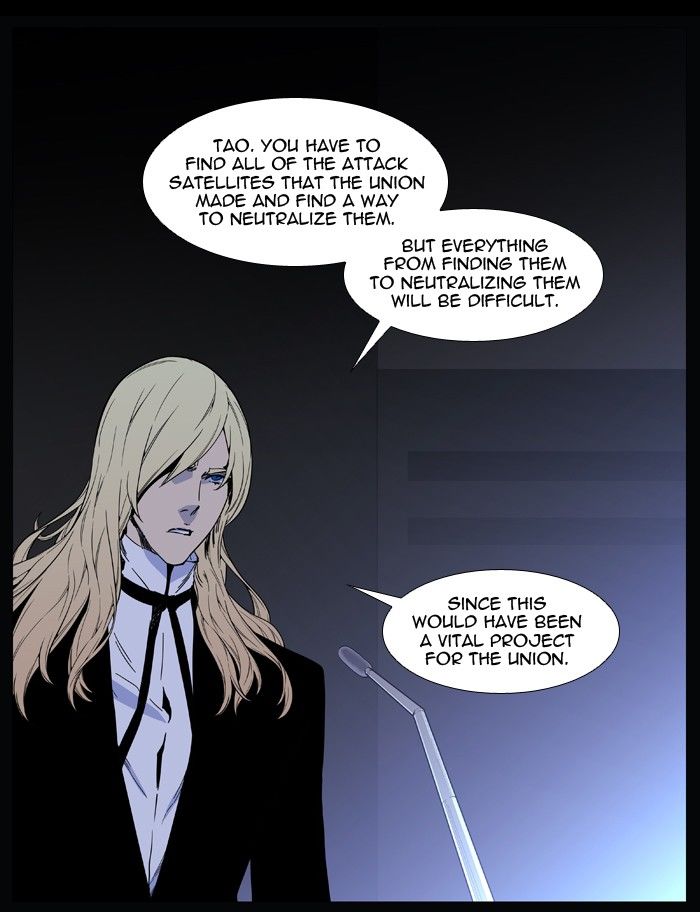 TAO. YOU HAVE TO
FIND ALL OF THE ATTACK
SATELLITES THAT THE UNION
MADE AND FIND A WAY
TO NEUTRALIZE THEM.
BUT EVERYTHING
FROM FINDING THEM
TO NEUTRALIZING THEM
WILL BE DIFFICULT.
SINCE THIS
WOULD HAVE BEEN
A VITAL PROJECT
FOR THE UNION.